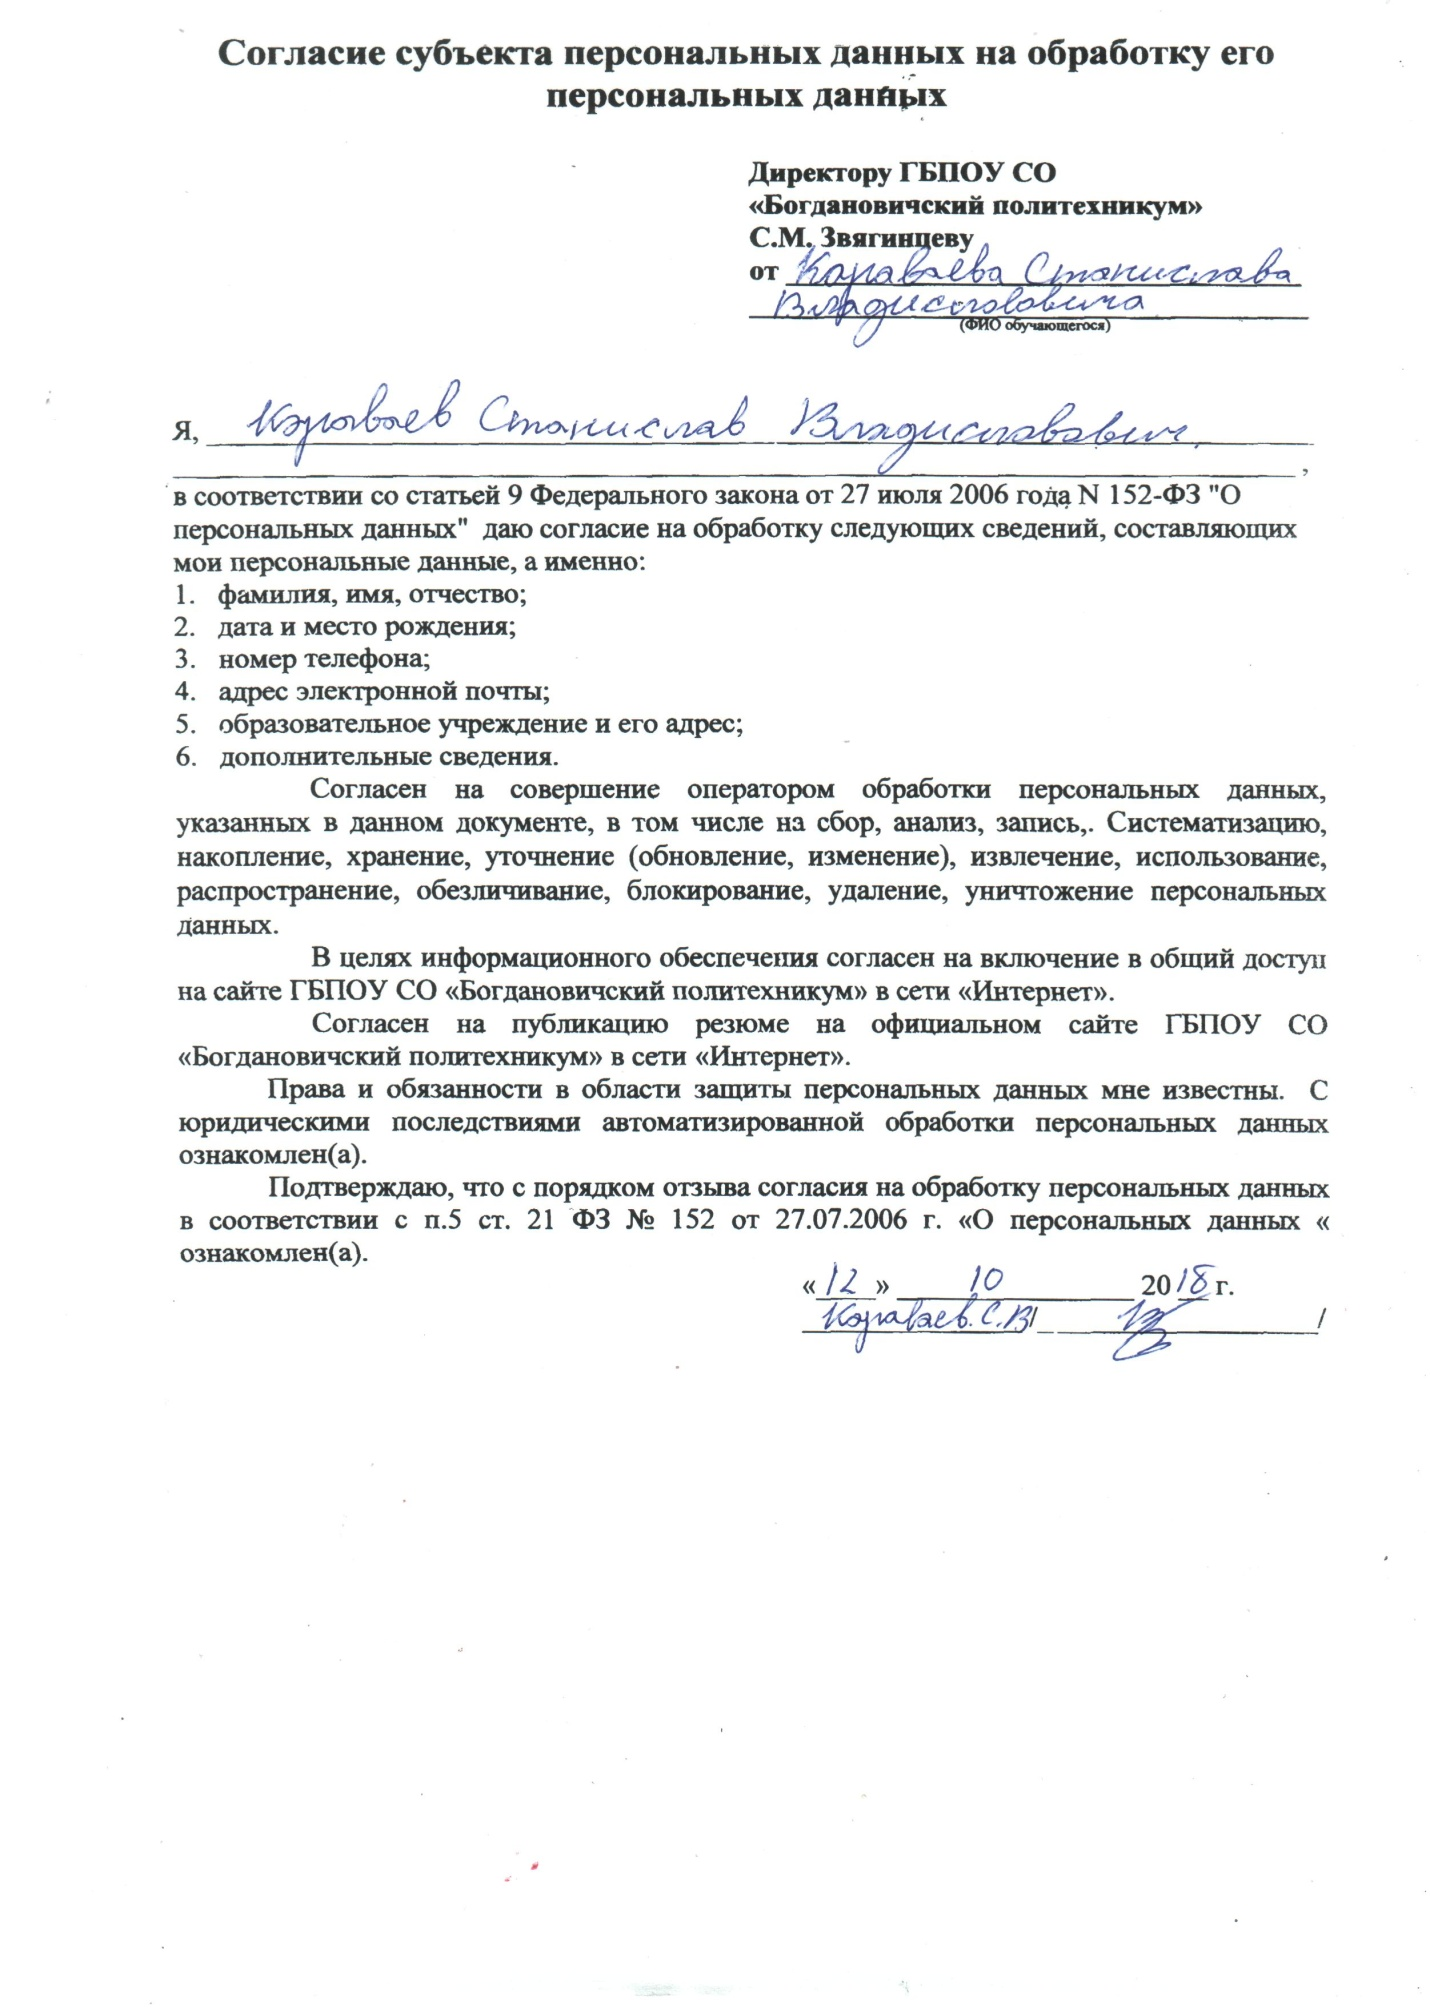 Согласие субъекта персональных данных на обработку его
персональных данных
Директору ГБПОУ СО
«Богдановичский политехникум»
С.М. Звягинцеву
от Караваева Станислава
Владиславовича
(ФИО обучающегося)
Я, Караваев Станислав Владиславович.
,
в соответствии со статьей 9 Федерального закона от 27 июля 2006 года N 152-ФЗ "О
персональных данных" даю согласие на обработку следующих сведений, составляющих
мои персональные данные, а именно:
1. фамилия, имя, отчество;
2. дата и место рождения;
3. номер телефона;
4. адрес электронной почты;
5. образовательное учреждение и его адрес;
6. дополнительные сведения.
Согласен на совершение оператором обработки персональных данных,
указанных в данном документе, в том числе на сбор, анализ, запись,. Систематизацию,
накопление, хранение, уточнение (обновление, изменение), извлечение, использование,
распространение, обезличивание, блокирование, удаление, уничтожение персональных
данных.
В целях информационного обеспечения согласен на включение в общий доступ
на сайте ГБПОУ СО «Богдановичский политехникум» в сети «Интернет».
Согласен на публикацию резюме на официальном сайте ГБПОУ СО
«Богдановичский политехникум» в сети «Интернет».
Права и обязанности в области защиты персональных данных мне известны. С
юридическими последствиями автоматизированной обработки персональных данных
ознакомлен(а).
Подтверждаю, что с порядком отзыва согласия на обработку персональных данных
в соответствии с п.5 ст. 21 ФЗ № 152 от 27.07.2006 г. «О персональных данных «
ознакомлен(а).
«12» 10 2018 г.
Караваев. С.В/ /